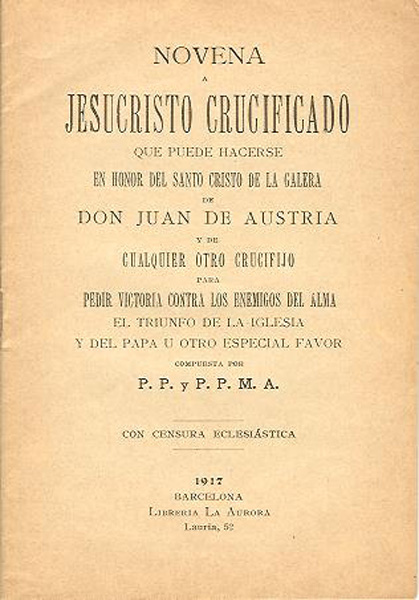 NOVENA
A
JESUCRISTO CRUCIFICADO
QUE PUEDE HACERSE
EN HONOR DEL SANTO CRISTO DE LA GALERA
DE
DON JUAN DE AUSTRIA
Y DE
CUALQUIER OTRO CRUCIFIJO
PARA
PEDIR VICTORIA CONTRA LOS ENEMIGOS DEL ALMA
EL TRIUNFO DE LA IGLESIA
Y DEL PAPA U OTRO ESPECIAL FAVOR
COMPUESTA POR
P. P. y P. P. M. A.
CON CENSURA ECLESIÁSTICA
1917
BARCELONA
LIBRERIA LA AURORA
Lauria, 52